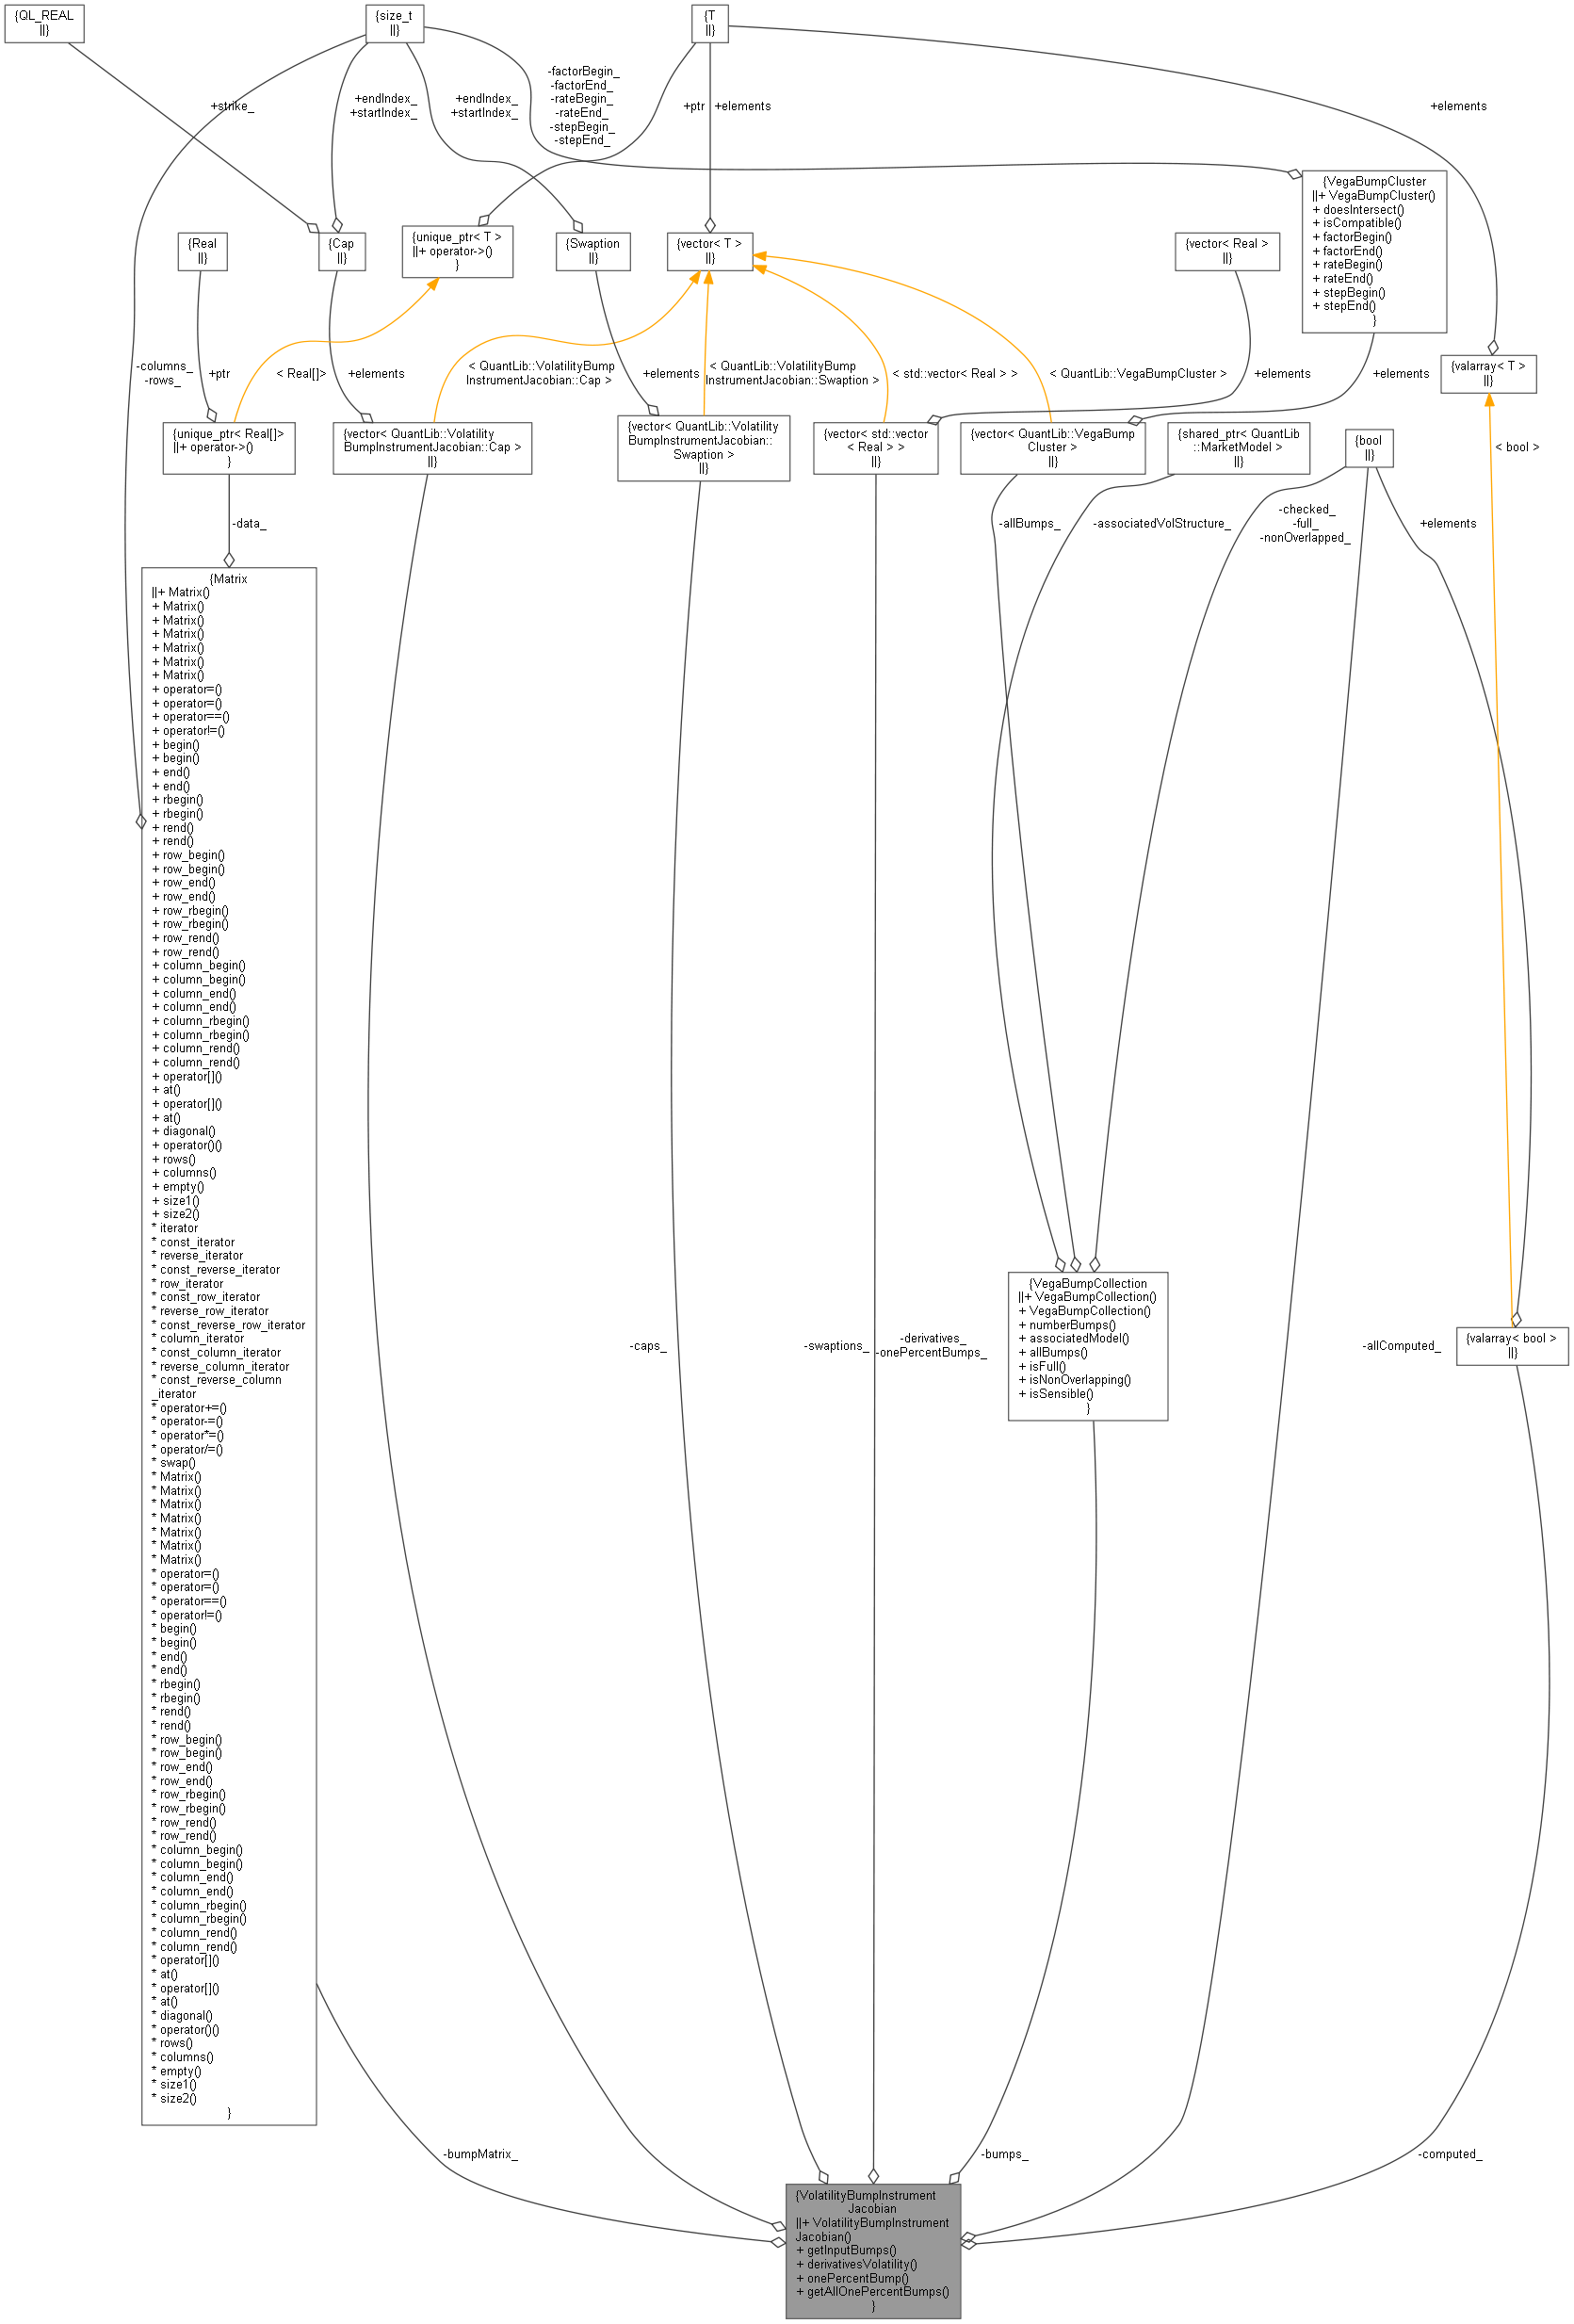 {QL_REAL
||}
{size_t
||}
{T
||}
-factorBegin_
-factorEnd_
-rateBegin_
-rateEnd_
-stepBegin_
-stepEnd_
+strike_
+endIndex_
+startIndex_
+endIndex_
+startIndex_
+ptr
+elements
+elements
{VegaBumpCluster
||+ VegaBumpCluster()
+ doesIntersect()
+ isCompatible()
+ factorBegin()
+ factorEnd()
+ rateBegin()
+ rateEnd()
+ stepBegin()
+ stepEnd()
}
{Real
||}
{Cap
||}
{unique_ptr< T >
||+ operator->()
}
{Swaption
||}
{vector< T >
||}
{vector< Real >
||}
{valarray< T >
||}
-columns_
-rows_
+ptr
< Real[]>
+elements
< QuantLib::VolatilityBump
InstrumentJacobian::Cap >
+elements
< QuantLib::VolatilityBump
InstrumentJacobian::Swaption >
< std::vector< Real > >
< QuantLib::VegaBumpCluster >
+elements
+elements
{unique_ptr< Real[]>
||+ operator->()
}
{vector< QuantLib::Volatility
BumpInstrumentJacobian::Cap >
||}
{vector< QuantLib::Volatility
BumpInstrumentJacobian::
Swaption >
||}
{vector< std::vector
< Real > >
||}
{vector< QuantLib::VegaBump
Cluster >
||}
{shared_ptr< QuantLib
::MarketModel >
||}
{bool
||}
< bool >
-data_
-allBumps_
-associatedVolStructure_
-checked_
-full_
-nonOverlapped_
+elements
{Matrix
||+ Matrix()
+ Matrix()
+ Matrix()
+ Matrix()
+ Matrix()
+ Matrix()
+ Matrix()
+ operator=()
+ operator=()
+ operator==()
+ operator!=()
+ begin()
+ begin()
+ end()
+ end()
+ rbegin()
+ rbegin()
+ rend()
+ rend()
+ row_begin()
+ row_begin()
+ row_end()
+ row_end()
+ row_rbegin()
+ row_rbegin()
+ row_rend()
+ row_rend()
+ column_begin()
+ column_begin()
+ column_end()
+ column_end()
+ column_rbegin()
+ column_rbegin()
+ column_rend()
+ column_rend()
+ operator[]()
+ at()
+ operator[]()
+ at()
+ diagonal()
+ operator()()
+ rows()
+ columns()
+ empty()
+ size1()
+ size2()
* iterator
* const_iterator
* reverse_iterator
* const_reverse_iterator
* row_iterator
* const_row_iterator
* reverse_row_iterator
* const_reverse_row_iterator
* column_iterator
* const_column_iterator
* reverse_column_iterator
* const_reverse_column
_iterator
* operator+=()
* operator-=()
* operator*=()
* operator/=()
* swap()
* Matrix()
* Matrix()
* Matrix()
* Matrix()
* Matrix()
* Matrix()
* Matrix()
* operator=()
* operator=()
* operator==()
* operator!=()
* begin()
* begin()
* end()
* end()
* rbegin()
* rbegin()
* rend()
* rend()
* row_begin()
* row_begin()
* row_end()
* row_end()
* row_rbegin()
* row_rbegin()
* row_rend()
* row_rend()
* column_begin()
* column_begin()
* column_end()
* column_end()
* column_rbegin()
* column_rbegin()
* column_rend()
* column_rend()
* operator[]()
* at()
* operator[]()
* at()
* diagonal()
* operator()()
* rows()
* columns()
* empty()
* size1()
* size2()
}
{VegaBumpCollection
||+ VegaBumpCollection()
+ VegaBumpCollection()
+ numberBumps()
+ associatedModel()
+ allBumps()
+ isFull()
+ isNonOverlapping()
+ isSensible()
}
{valarray< bool >
||}
-caps_
-swaptions_
-derivatives_
-onePercentBumps_
-allComputed_
-bumpMatrix_
-bumps_
-computed_
{VolatilityBumpInstrument
Jacobian
||+ VolatilityBumpInstrument
Jacobian()
+ getInputBumps()
+ derivativesVolatility()
+ onePercentBump()
+ getAllOnePercentBumps()
}